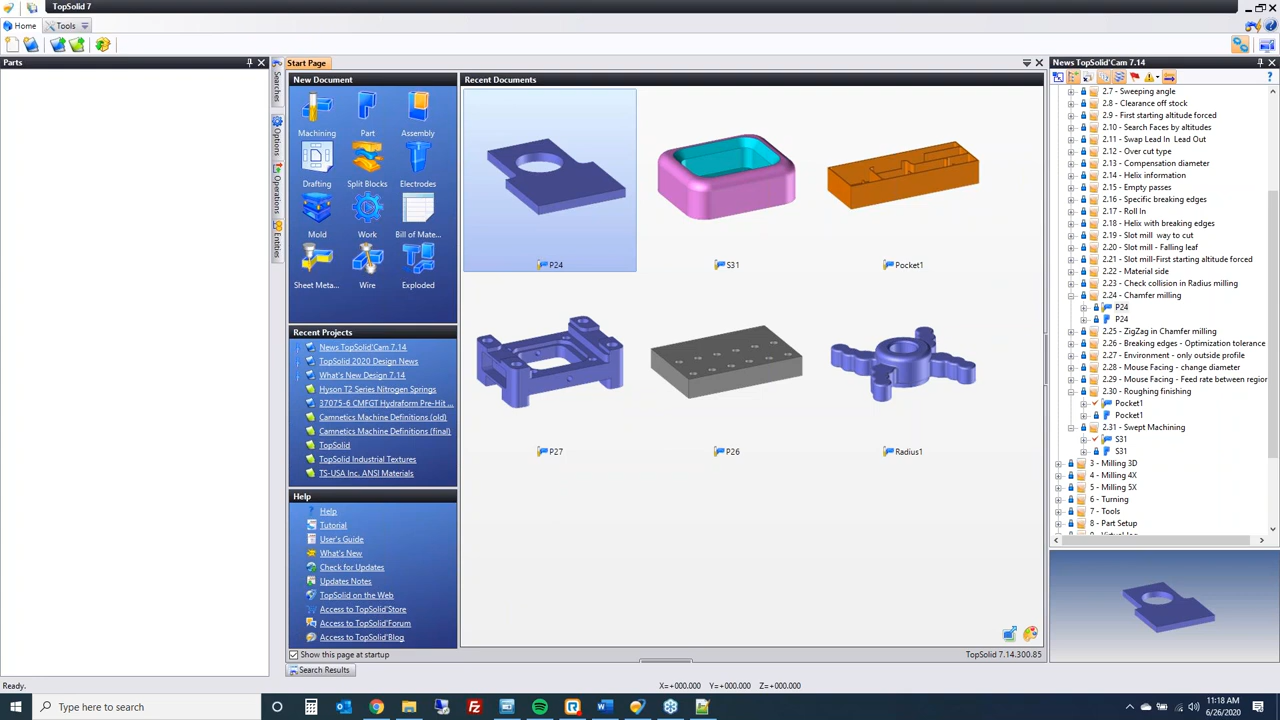 TopSolid 7
Home
Tools
Parts
Searches
Options
Operations
Entities
Start Page
New Document
Machining
Part
Assembly
Drafting
Split Blocks
Electrodes
Mold
Work
Bill of Mate...
Sheet Meta...
Wire
Exploded
Recent Projects
News TopSolid'Cam 7.14
TopSolid 2020 Design News
What's New Design 7.14
Hyson T2 Series Nitrogen Springs
37075-6 CMFGT Hydraform Pre-Hit ...
Camnetics Machine Definitions (old)
Camnetics Machine Definitions (final)
TopSolid
TopSolid Industrial Textures
TS-USA Inc. ANSI Materials
Help
Help
Tutorial
User's Guide
What's New
Check for Updates
Updates Notes
TopSolid on the Web
Access to TopSolid'Store
Access to TopSolid'Forum
Access to TopSolid'Blog
Show this page at startup
Search Results
Recent Documents
P24
S31
Pocket1
P27
P26
Radius1
TopSolid 7.14.300.85
News TopSolid'Cam 7.14
2.7 - Sweeping angle
2.8 - Clearance off stock
2.9 - First starting altitude forced
2.10 - Search Faces by altitudes
2.11 - Swap Lead In Lead Out
2.12 - Over cut type
2.13 - Compensation diameter
2.14 - Helix information
2.15 - Empty passes
2.16 - Specific breaking edges
2.17 - Roll In
2.18 - Helix with breaking edges
2.19 - Slot mill way to cut
2.20 - Slot mill - Falling leaf
2.21 - Slot mill-First starting altitude forced
2.22 - Material side
2.23 - Check collision in Radius milling
2.24 - Chamfer milling
P24
P24
2.25 - ZigZag in Chamfer milling
2.26 - Breaking edges - Optimization tolerance
2.27 - Environment - only outside profile
2.28 - Mouse Facing - change diameter
2.29 - Mouse Facing - Feed rate between region
2.30 - Roughing finishing
Pocket1
Pocket1
2.31 - Swept Machining
S31
S31
3 - Milling 3D
4 - Milling 4X
5 - Milling 5X
6 - Turning
7 - Tools
8 - Part Setup
Ready.
X=+000.000 Y=+000.000 Z=+000.000
Type here to search
11:18 AM
6/26/2020